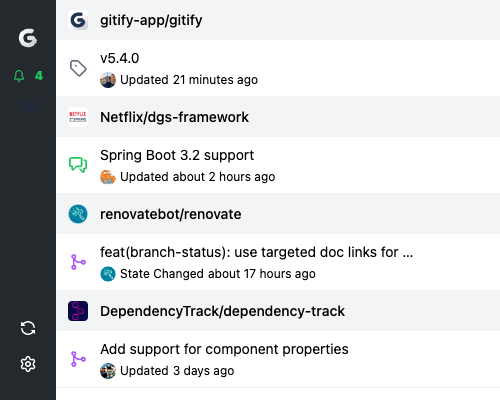 gitify-app/gitify
4
v5.4.0
Updated 21 minutes ago
NETFLIX
Netflix/dgs-framework
Spring Boot 3.2 support
Updated about 2 hours ago
renovatebot/renovate
feat(branch-status): use targeted doc links for ...
State Changed about 17 hours ago
DependencyTrack/dependency-track
Add support for component properties
Updated 3 days ago